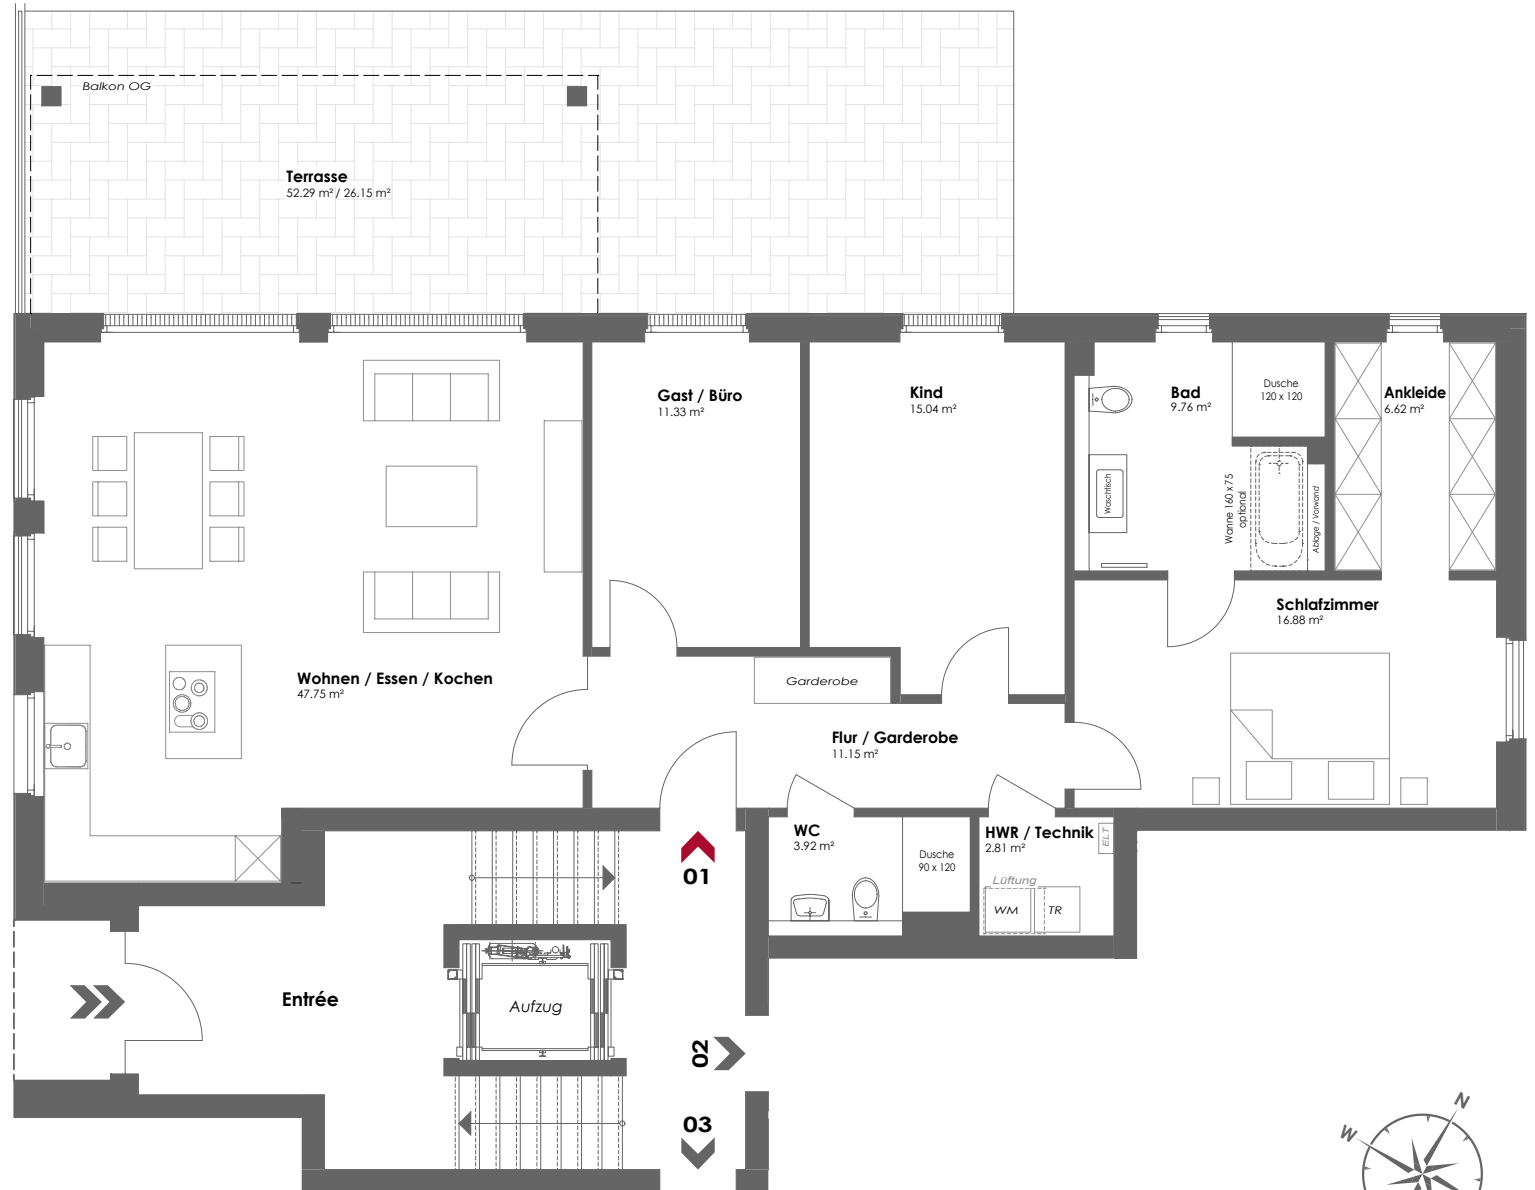 Balkon OG
Terrasse
52.29 m² / 26.15 m²
Gast / Büro
11.33 m²
Kind
15.04 m²
Bad
9.76 m²
Dusche
120 x 120
Ankleide
6.62 m²
Waschtisch
Wanne 160 x 75
optional
Ablage / Vorwand
Schlafzimmer
16.88 m²
Wohnen / Essen / Kochen
47.75 m²
Garderobe
Flur / Garderobe
11.15 m²
WC
3.92 m²
Dusche
90 x 120
HWR / Technik
2.81 m²
ELT
Lüftung
WM
TR
01
Entrée
Aufzug
02
03
N
W